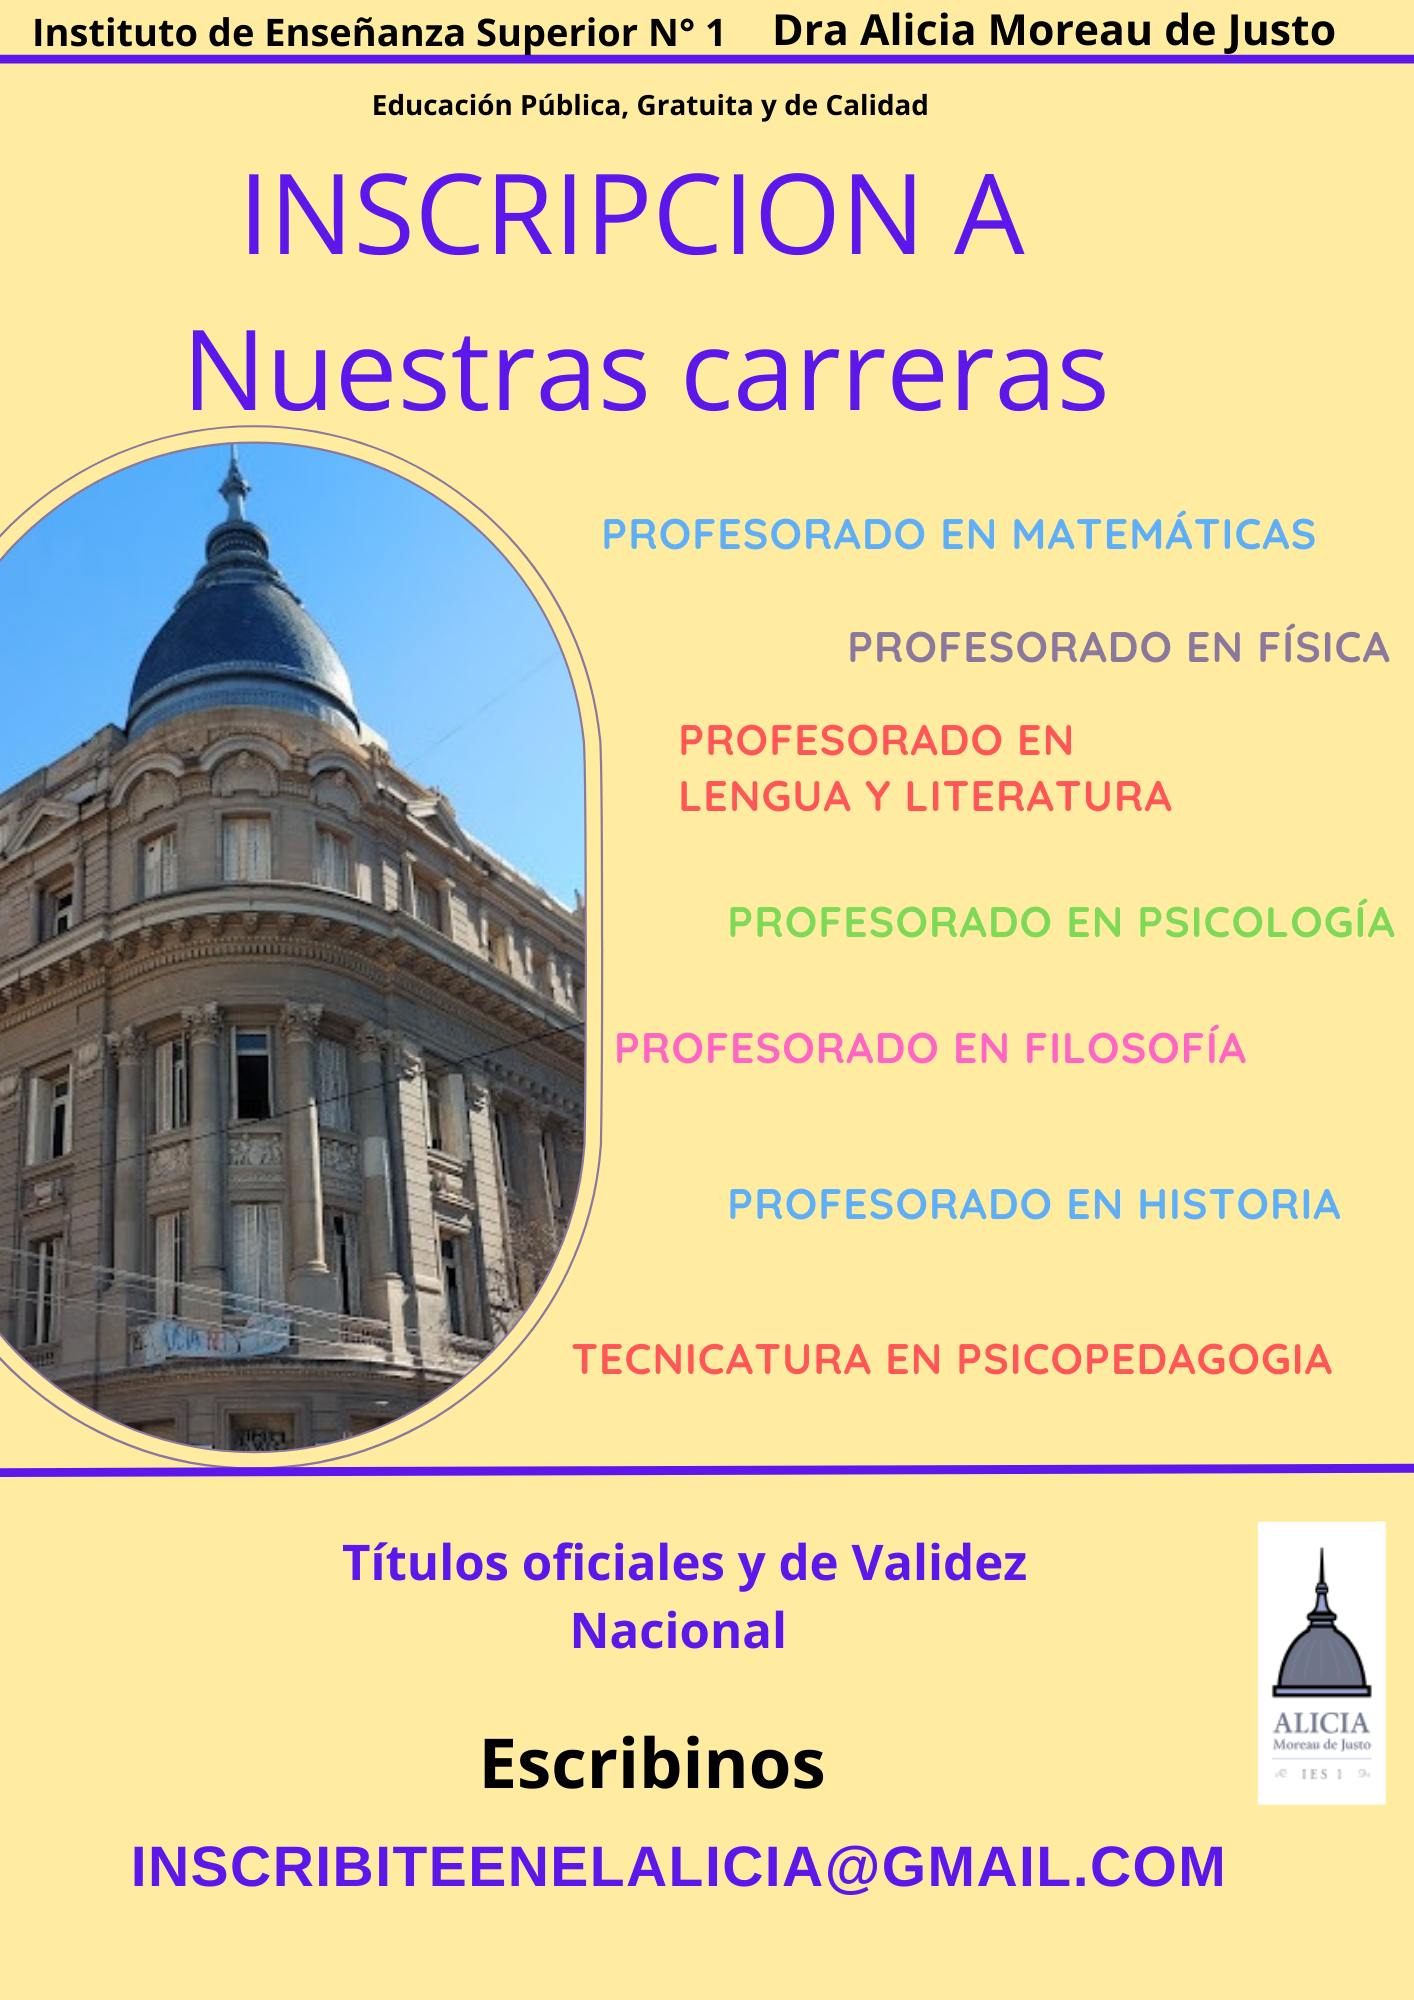 Instituto de Enseñanza Superior N° 1 Dra Alicia Moreau de Justo
Educación Pública, Gratuita y de Calidad
INSCRIPCION A
Nuestras carreras
PROFESORADO EN MATEMÁTICAS
PROFESORADO EN FÍSICA
PROFESORADO EN
LENGUA Y LITERATURA
PROFESORADO EN PSICOLOGÍA
PROFESORADO EN FILOSOFÍA
PROFESORADO EN HISTORIA
TECNICATURA EN PSICOPEDAGOGIA
Títulos oficiales y de Validez
Nacional
ALICIA
Moreau de Justo
IES 1
Escribinos
INSCRIBITEENELALICIA@GMAIL.COM